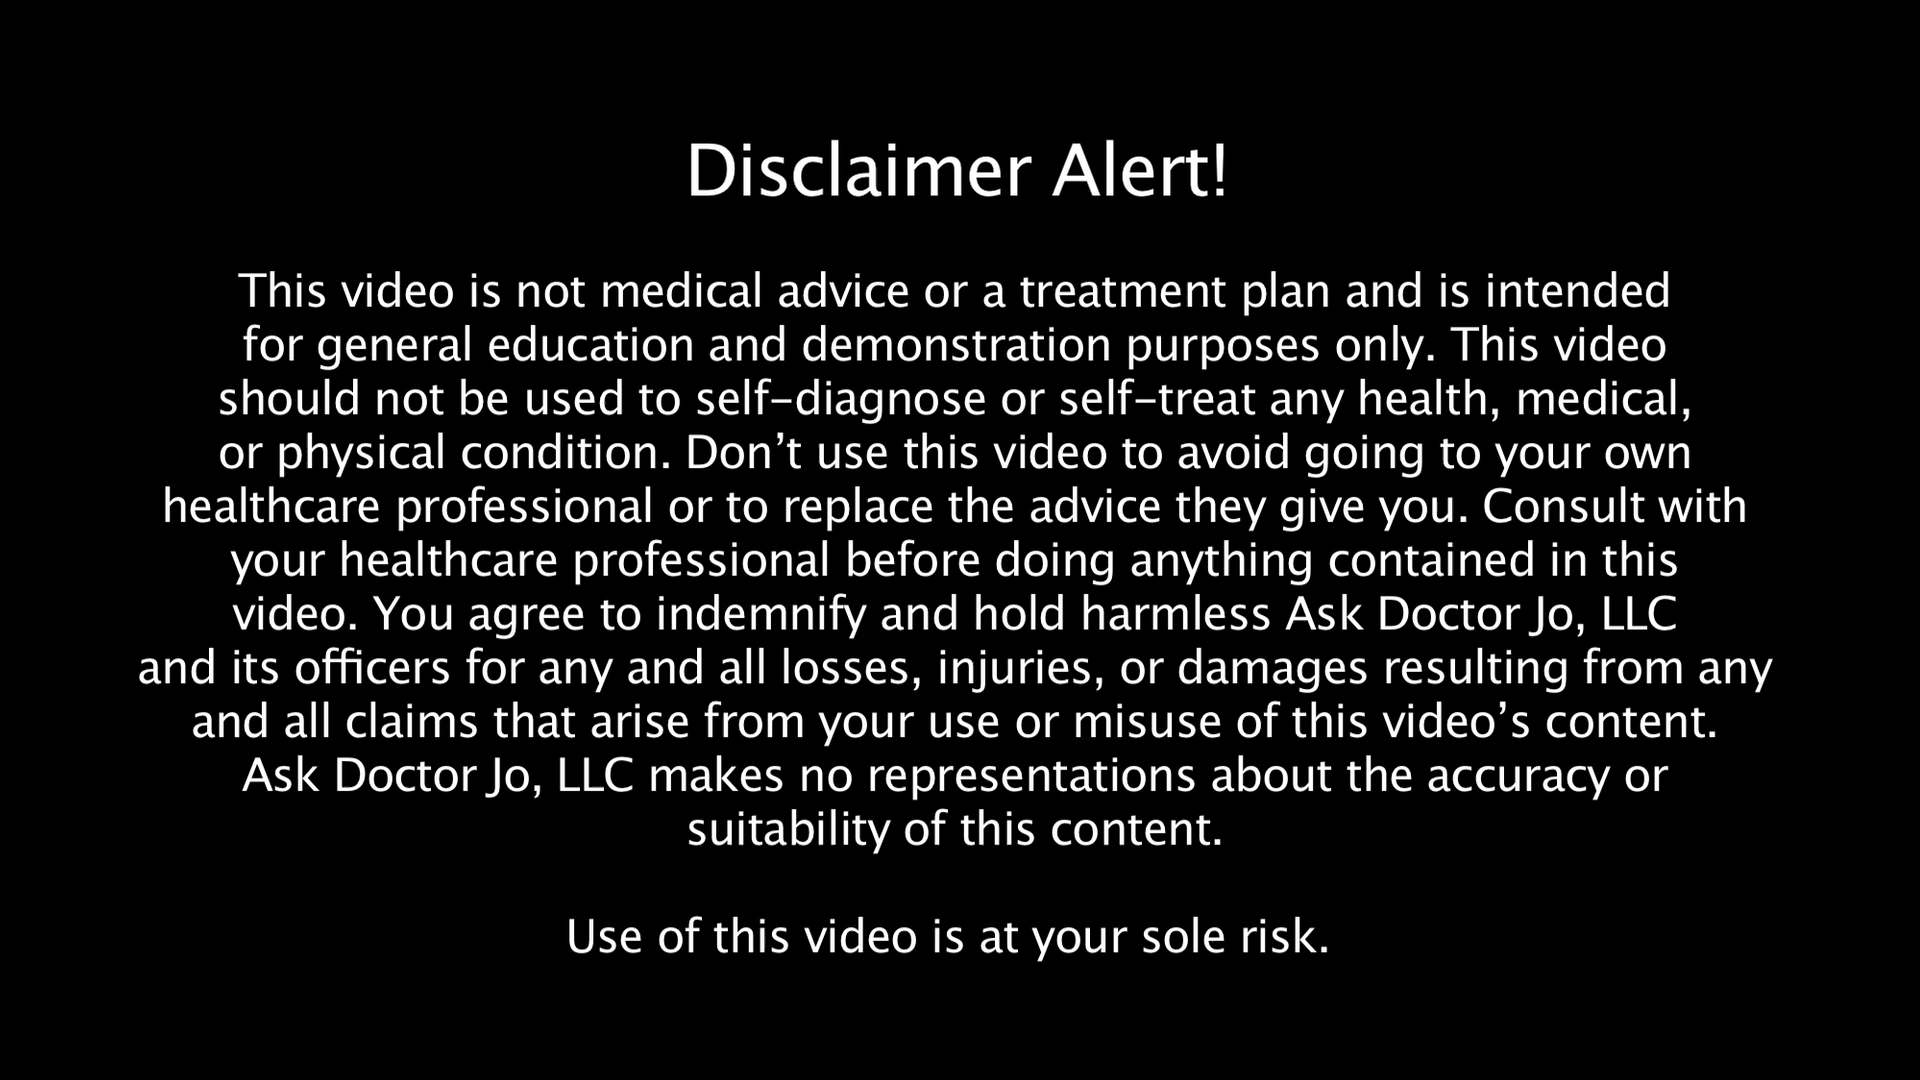 Disclaimer Alert!
This video is not medical advice or a treatment plan and is intended
for general education and demonstration purposes only. This video
should not be used to self-diagnose or self-treat any health, medical,
or physical condition. Don’t use this video to avoid going to your own
healthcare professional or to replace the advice they give you. Consult with
your healthcare professional before doing anything contained in this
video. You agree to indemnify and hold harmless Ask Doctor Jo, LLC
and its officers for any and all losses, injuries, or damages resulting from any
and all claims that arise from your use or misuse of this video’s content.
Ask Doctor Jo, LLC makes no representations about the accuracy or
suitability of this content.
Use of this video is at your sole risk.